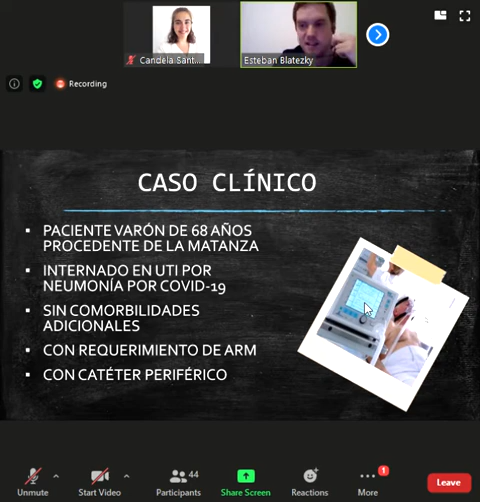 Candela Sant...
Esteban Blatezky
Recording
CASO CLÍNICO
▪ PACIENTE VARÓN DE 68 AÑOS
PROCEDENTE DE LA MATANZA
▪ INTERNADO EN UTI POR
NEUMONÍA POR COVID-19
▪ SIN COMORBILIDADES
ADICIONALES
▪ CON REQUERIMIENTO DE ARM
▪ CON CATÉTER PERIFÉRICO
44
1
Unmute
Start Video
Participants
Share Screen
Reactions
More
Leave